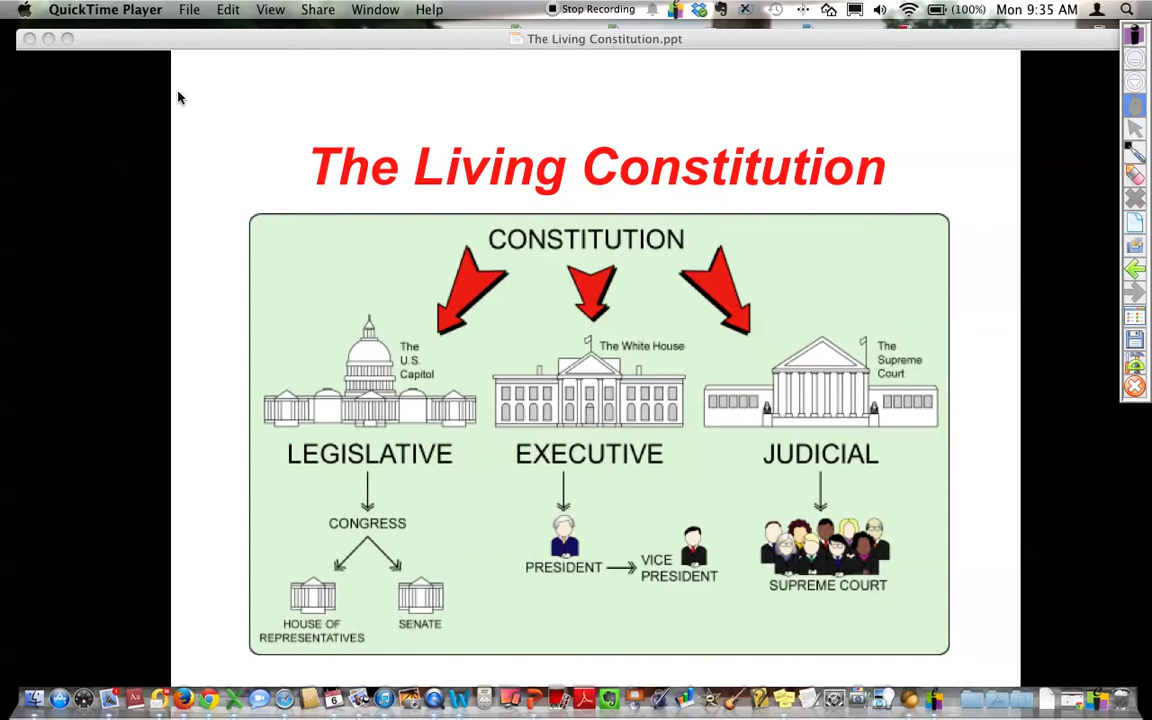 QuickTime Player File Edit View Share Window Help Stop Recording (100%) Mon 9:35 AM
The Living Constitution.ppt
The Living Constitution
CONSTITUTION
The
U.S.
Capitol
The White House
The
Supreme
Court
LEGISLATIVE
EXECUTIVE
JUDICIAL
CONGRESS
HOUSE OF
REPRESENTATIVES
SENATE
PRESIDENT
VICE
PRESIDENT
SUPREME COURT